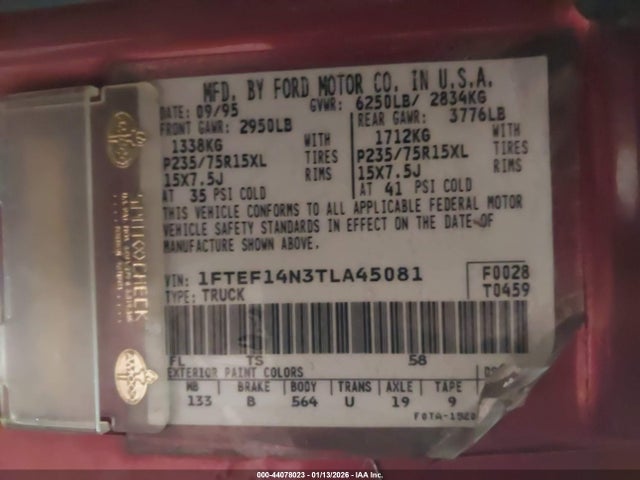 MFD. BY FORD MOTOR CO. IN U.S.A.
DATE: 09/95 GVWR: 6250LB/ 2834KG
FRONT GAWR: 2950LB REAR GAWR: 3776LB
1338KG WITH 1712KG WITH
P235/75R15XL TIRES P235/75R15XL TIRES
15X7.5J RIMS 15X7.5J RIMS
AT 35 PSI COLD AT 41 PSI COLD
THIS VEHICLE CONFORMS TO ALL APPLICABLE FEDERAL MOTOR
VEHICLE SAFETY STANDARDS IN EFFECT ON THE DATE OF
MANUFACTURE SHOWN ABOVE.
VIN: 1FTEF14N3TLA45081 F0028
TYPE: TRUCK T0459
FL TS 58
EXTERIOR PAINT COLORS
WB BRAKE BODY TRANS AXLE TAPE
133 B 564 U 19 9
FOTA-1520
000-44078023 — 01/13/2026 — IAA Inc.